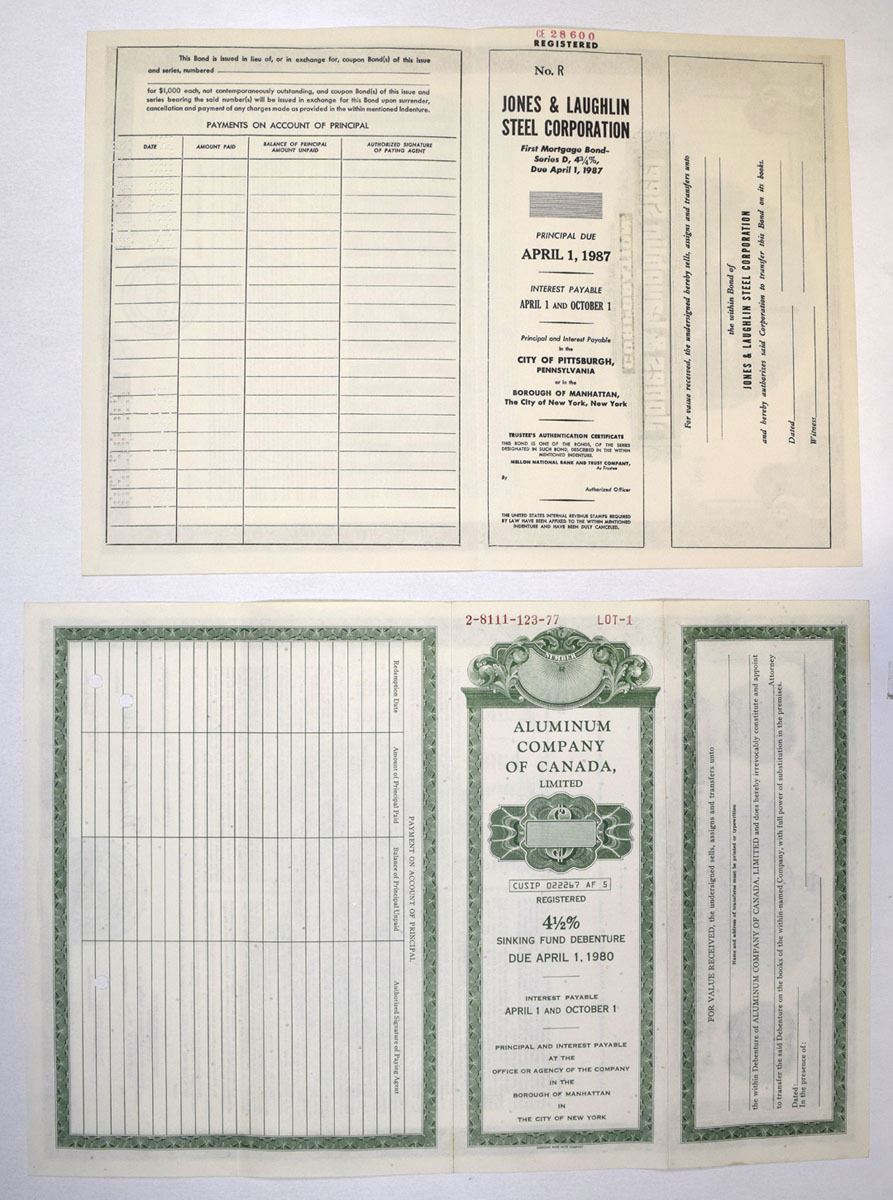 CE 28600
REGISTERED
This Bond is issued in lieu of, or in exchange for, coupon Bond(s) of this issue
and series, numbered
for $1,000 each, not contemporaneously outstanding, and coupon Bond(s) of this issue and
series bearing the said number(s) will be issued in exchange for this Bond upon surrender,
cancellation and payment of any charges made as provided in the within mentioned Indenture.
PAYMENTS ON ACCOUNT OF PRINCIPAL
DATE
AMOUNT PAID
BALANCE OF PRINCIPAL
AMOUNT UNPAID
AUTHORIZED SIGNATURE
OF PAYING AGENT
No. R
JONES & LAUGHLIN
STEEL CORPORATION
First Mortgage Bond-
Series D, 4¾%,
Due April 1, 1987
PRINCIPAL DUE
APRIL 1, 1987
INTEREST PAYABLE
APRIL 1 AND OCTOBER 1
Principal and Interest Payable
in the
CITY OF PITTSBURGH,
PENNSYLVANIA
or in the
BOROUGH OF MANHATTAN,
The City of New York, New York
TRUSTEE'S AUTHENTICATION CERTIFICATE
THIS BOND IS ONE OF THE BONDS, OF THE SERIES
DESIGNATED IN SUCH BOND, DESCRIBED IN THE WITHIN
MENTIONED INDENTURE.
MELLON NATIONAL BANK AND TRUST COMPANY,
As Trustee
By
Authorized Officer
THE UNITED STATES INTERNAL REVENUE STAMPS REQUIRED
BY LAW HAVE BEEN AFFIXED TO THE WITHIN MENTIONED
INDENTURE AND HAVE BEEN DULY CANCELED.
For value received, the undersigned hereby sells, assigns and transfers unto
the within Bond of
JONES & LAUGHLIN STEEL CORPORATION
and hereby authorizes said Corporation to transfer this Bond on its books.
Dated
Witness
2-8111-123-77 LOT-1
Redemption Date
Amount of Principal Paid
Balance of Principal Unpaid
Authorized Signature of Paying Agent
PAYMENT ON ACCOUNT OF PRINCIPAL
NUMBER
R
ALUMINUM
COMPANY
OF CANADA,
LIMITED
$
$
CUSIP 022267 AF 5
REGISTERED
4½%
SINKING FUND DEBENTURE
DUE APRIL 1, 1980
INTEREST PAYABLE
APRIL 1 AND OCTOBER 1
PRINCIPAL AND INTEREST PAYABLE
AT THE
OFFICE OR AGENCY OF THE COMPANY
IN THE
BOROUGH OF MANHATTAN
IN
THE CITY OF NEW YORK
AMERICAN BANK NOTE COMPANY
FOR VALUE RECEIVED, the undersigned sells, assigns and transfers unto
Name and address of transferee must be printed or typewritten
the within Debenture of ALUMINUM COMPANY OF CANADA, LIMITED and does hereby irrevocably constitute and appoint
Attorney
to transfer the said Debenture on the books of the within-named Company, with full power of substitution in the premises.
Dated:
In the presence of: